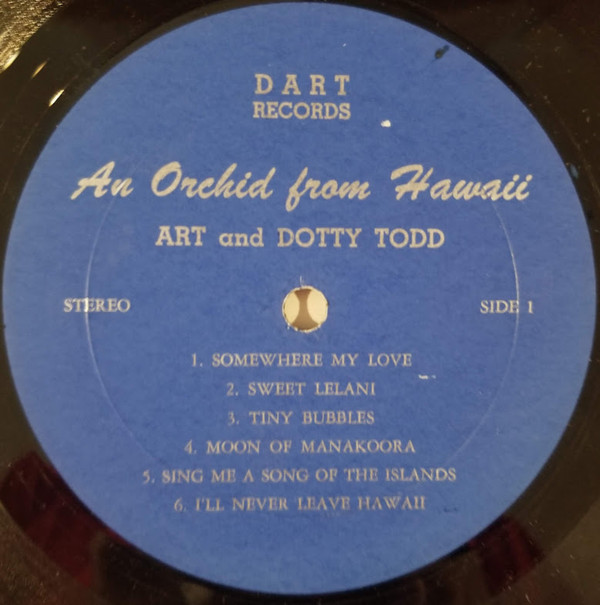 DART
RECORDS
An Orchid from Hawaii
ART and DOTTY TODD
STEREO
SIDE 1
1. SOMEWHERE MY LOVE
2. SWEET LELANI
3. TINY BUBBLES
4. MOON OF MANAKOORA
5. SING ME A SONG OF THE ISLANDS
6. I'LL NEVER LEAVE HAWAII